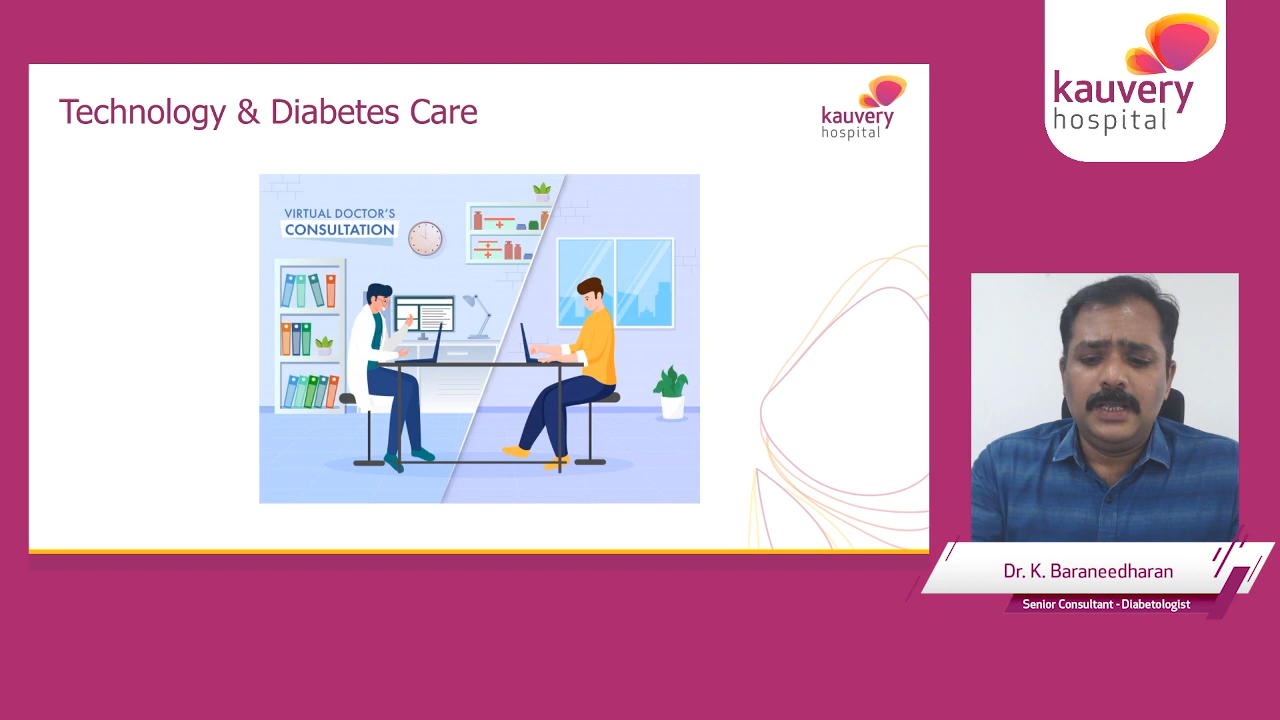 Technology & Diabetes Care
kauvery
hospital
VIRTUAL DOCTOR'S
CONSULTATION
kauvery
hospital
Dr. K. Baraneedharan
Senior Consultant - Diabetologist